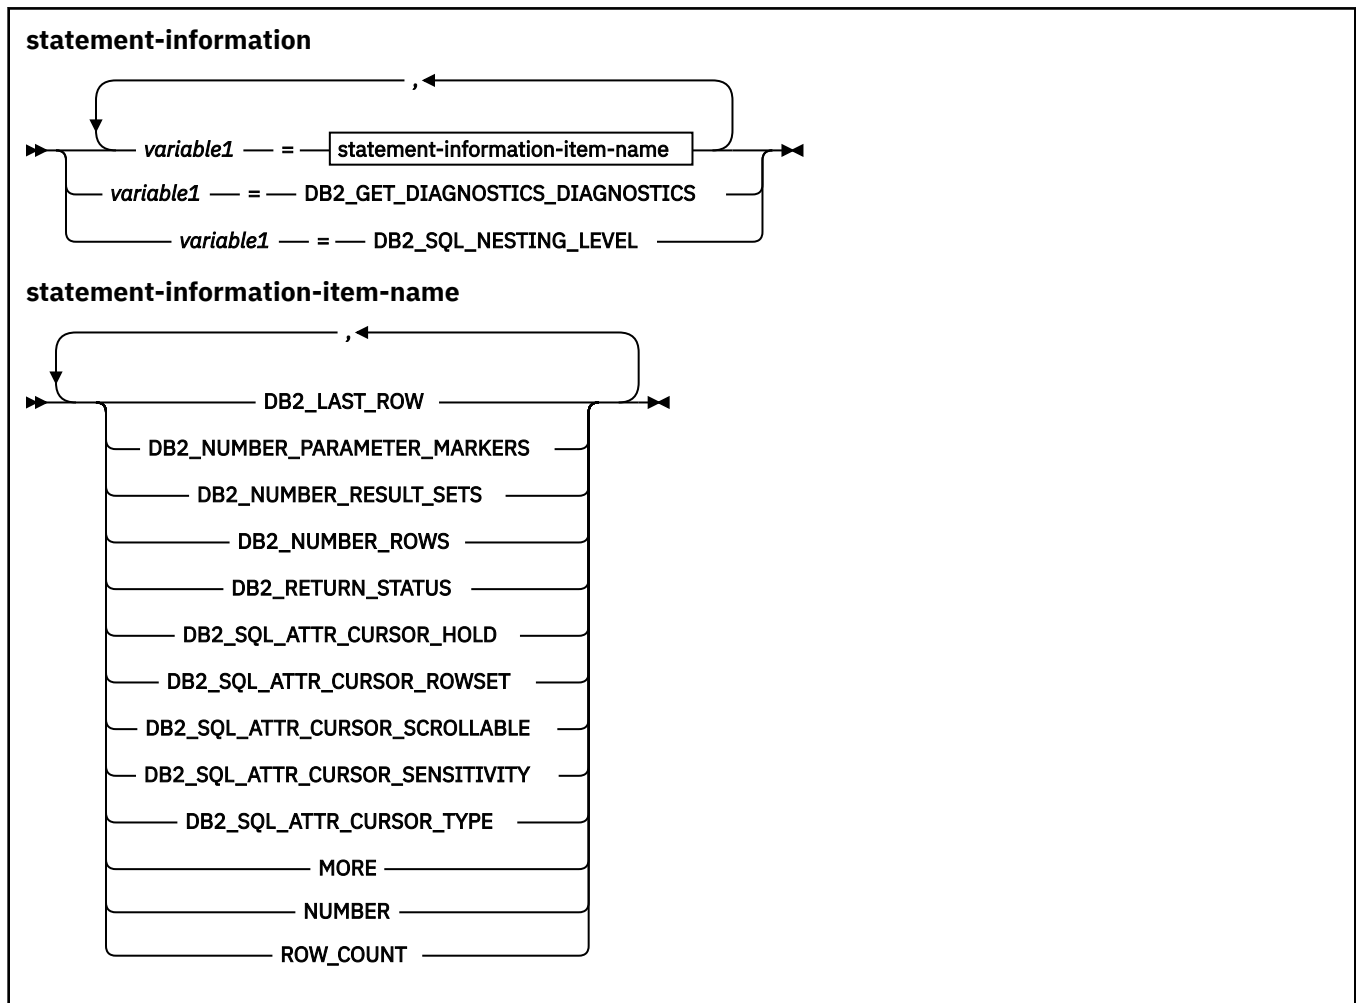 statement-information
,
variable1 = statement-information-item-name
variable1 = DB2_GET_DIAGNOSTICS_DIAGNOSTICS
variable1 = DB2_SQL_NESTING_LEVEL
statement-information-item-name
,
DB2_LAST_ROW
DB2_NUMBER_PARAMETER_MARKERS
DB2_NUMBER_RESULT_SETS
DB2_NUMBER_ROWS
DB2_RETURN_STATUS
DB2_SQL_ATTR_CURSOR_HOLD
DB2_SQL_ATTR_CURSOR_ROWSET
DB2_SQL_ATTR_CURSOR_SCROLLABLE
DB2_SQL_ATTR_CURSOR_SENSITIVITY
DB2_SQL_ATTR_CURSOR_TYPE
MORE
NUMBER
ROW_COUNT